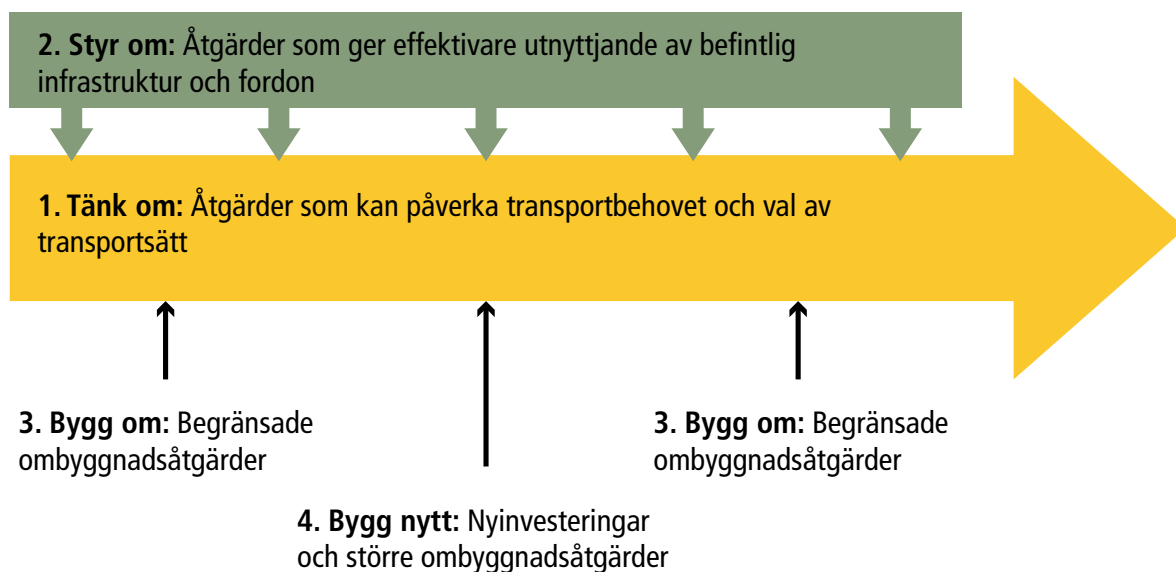 2. Styr om: Åtgärder som ger effektivare utnyttjande av befintlig
infrastruktur och fordon
1. Tänk om: Åtgärder som kan påverka transportbehovet och val av
transportsätt
3. Bygg om: Begränsade
ombyggnadsåtgärder
3. Bygg om: Begränsade
ombyggnadsåtgärder
4. Bygg nytt: Nyinvesteringar
och större ombyggnadsåtgärder